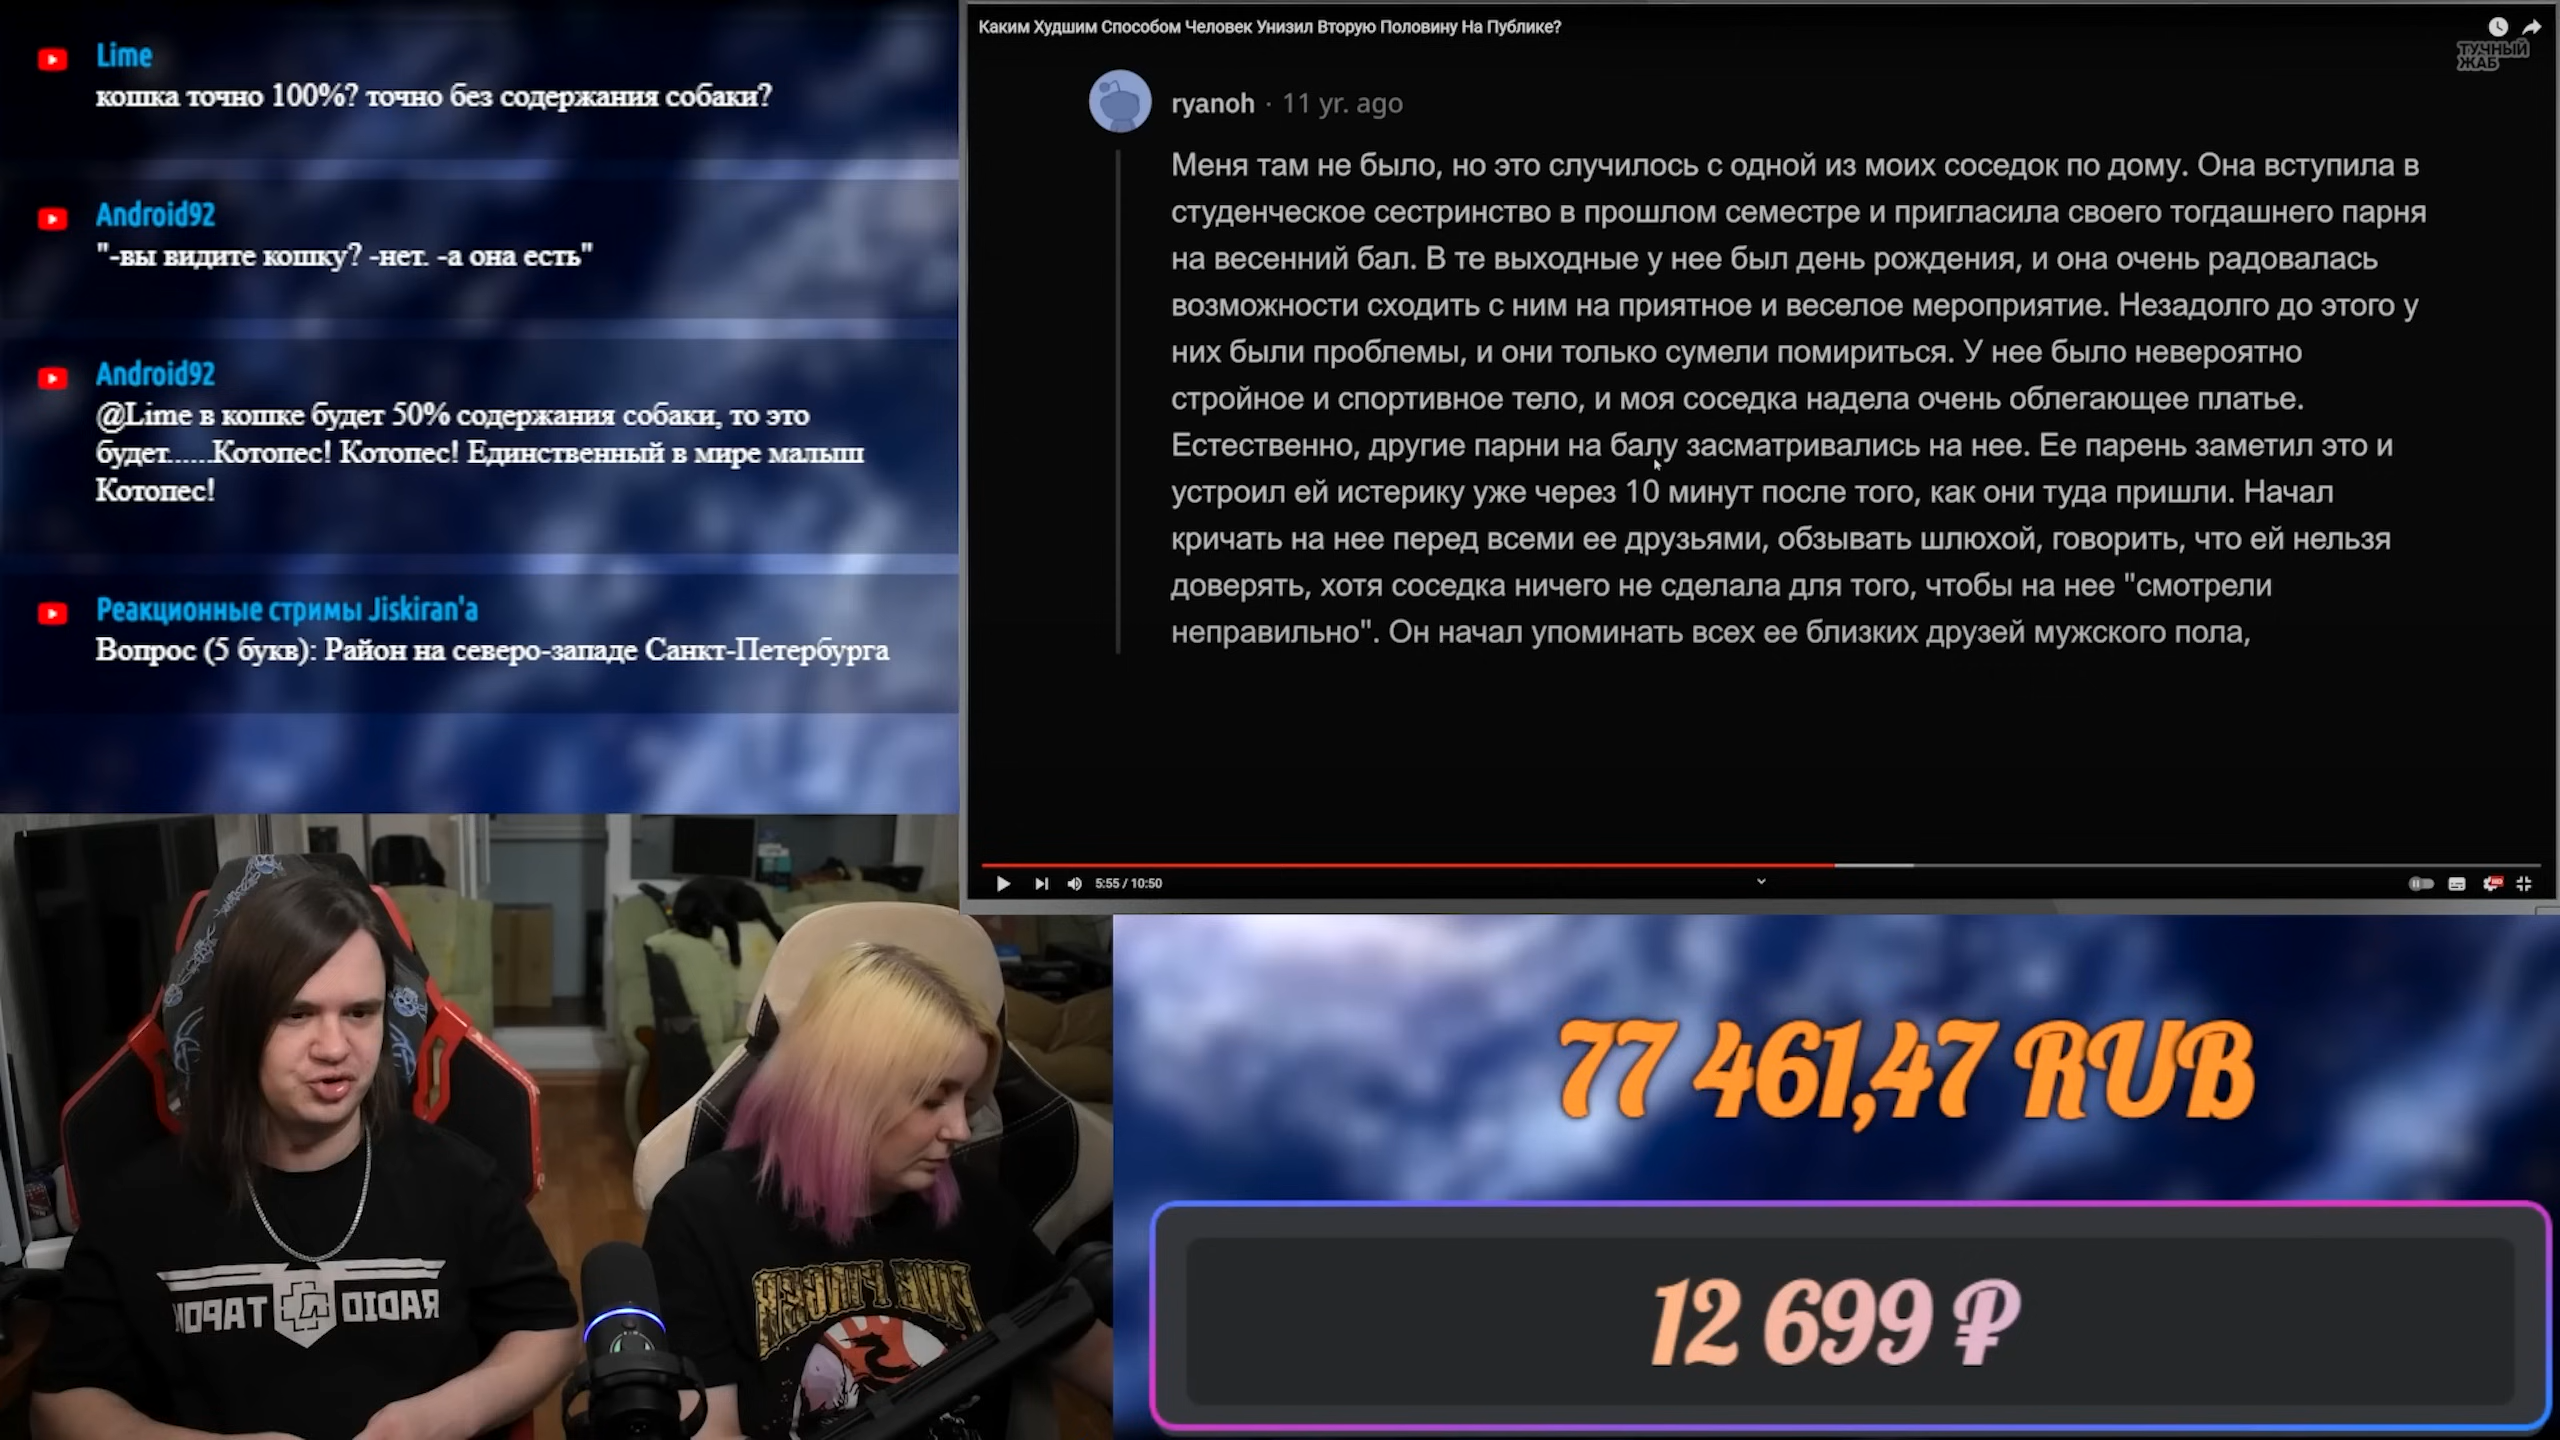 Lime
кошка точно 100%? точно без содержания собаки?
Android92
"-вы видите кошку? -нет. -а она есть"
Android92
@Lime в кошке будет 50% содержания собаки, то это
будет......Котопес! Котопес! Единственный в мире малыш
Котопес!
Реакционные стримы Jiskiran'a
Вопрос (5 букв): Район на северо-западе Санкт-Петербурга
Каким Худшим Способом Человек Унизил Вторую Половину На Публике?
ТУЧНЫЙ
ЖАБ
ryanoh · 11 yr. ago
Меня там не было, но это случилось с одной из моих соседок по дому. Она вступила в
студенческое сестринство в прошлом семестре и пригласила своего тогдашнего парня
на весенний бал. В те выходные у нее был день рождения, и она очень радовалась
возможности сходить с ним на приятное и веселое мероприятие. Незадолго до этого у
них были проблемы, и они только сумели помириться. У нее было невероятно
стройное и спортивное тело, и моя соседка надела очень облегающее платье.
Естественно, другие парни на балу засматривались на нее. Ее парень заметил это и
устроил ей истерику уже через 10 минут после того, как они туда пришли. Начал
кричать на нее перед всеми ее друзьями, обзывать шлюхой, говорить, что ей нельзя
доверять, хотя соседка ничего не сделала для того, чтобы на нее "смотрели
неправильно". Он начал упоминать всех ее близких друзей мужского пола,
5:55 / 10:50
RADIO TAPOK
FIVE FINGER
77 461,47 RUB
12 699 ₽